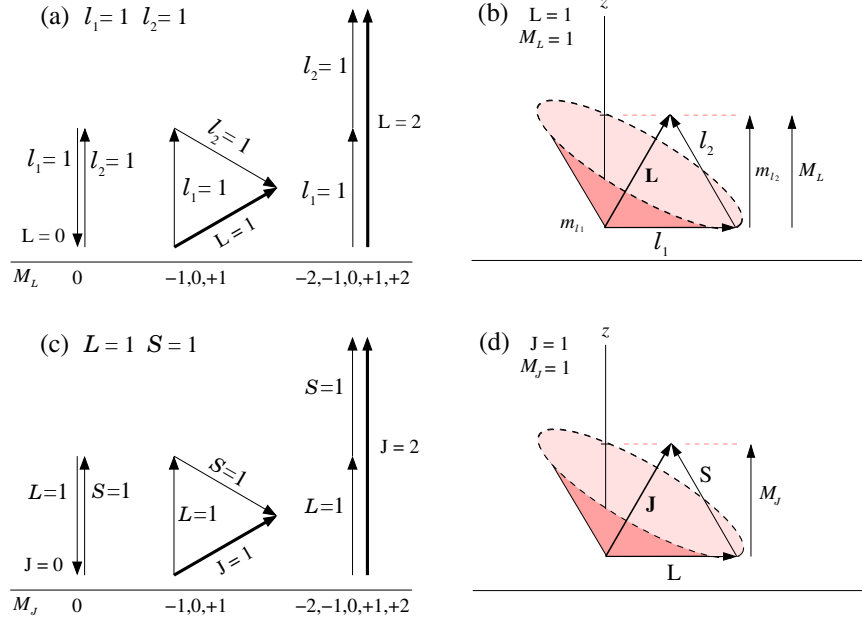 (a) l₁= 1 l₂= 1
l₁= 1
l₂= 1
L = 0
l₂= 1
l₁= 1
L = 1
l₂= 1
l₁= 1
L = 2
M_L 0 −1,0,+1 −2,−1,0,+1,+2
(b) L = 1
M_L = 1
z
L
l₂
m_l₂
M_L
m_l₁
l₁
(c) L = 1 S = 1
L=1
S=1
J = 0
S=1
L=1
J = 1
S=1
L=1
J = 2
M_J 0 −1,0,+1 −2,−1,0,+1,+2
(d) J = 1
M_J = 1
z
J
S
M_J
L